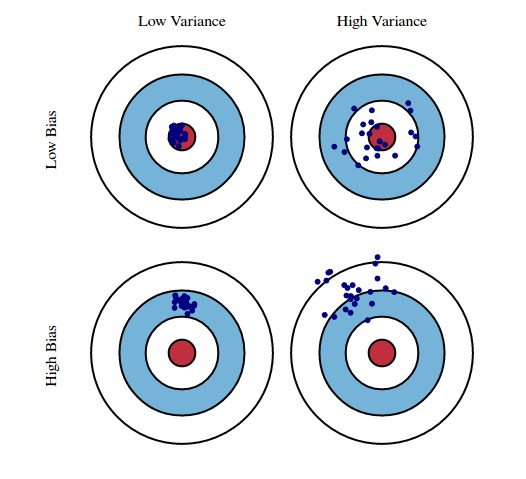 Low Variance
High Variance
Low Bias
High Bias